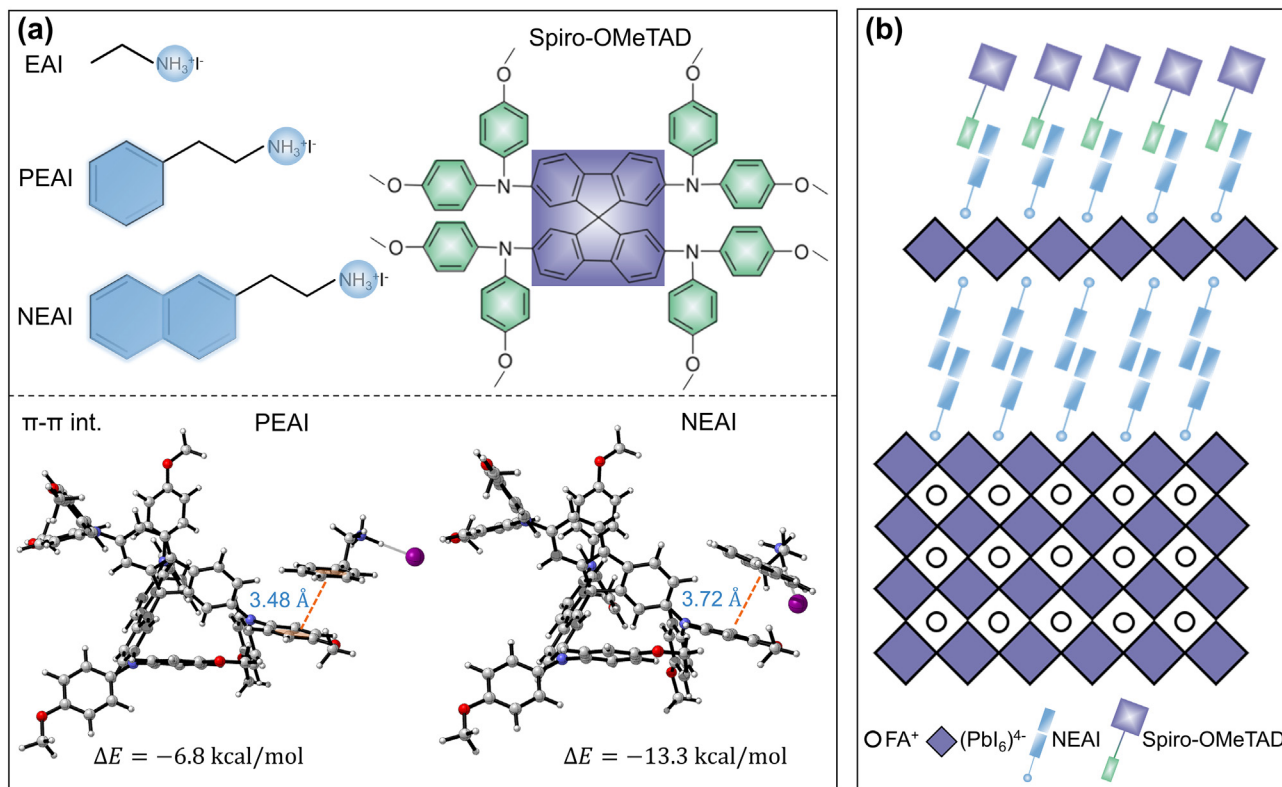 (a)
EAI
NH₃⁺I⁻
PEAI
NH₃⁺I⁻
NEAI
NH₃⁺I⁻
Spiro-OMeTAD
O
O
O
O
N
N
O
O
N
N
O
O
π-π int.
PEAI
NEAI
3.48 Å
3.72 Å
ΔE = −6.8 kcal/mol
ΔE = −13.3 kcal/mol
(b)
FA⁺
(PbI₆)⁴⁻
NEAI
Spiro-OMeTAD